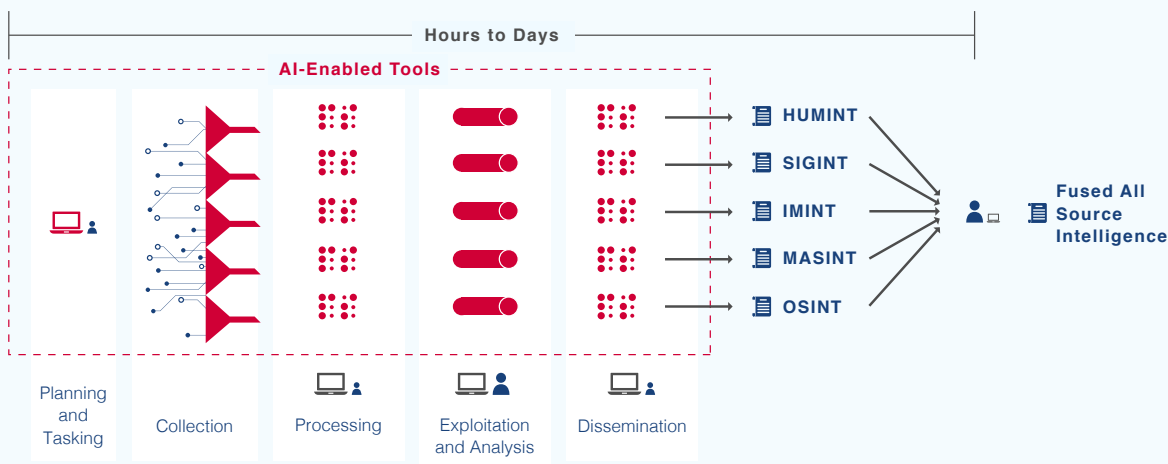 Hours to Days
AI-Enabled Tools
HUMINT
SIGINT
IMINT
MASINT
OSINT
Fused All
Source
Intelligence
Planning
and
Tasking
Collection
Processing
Exploitation
and Analysis
Dissemination